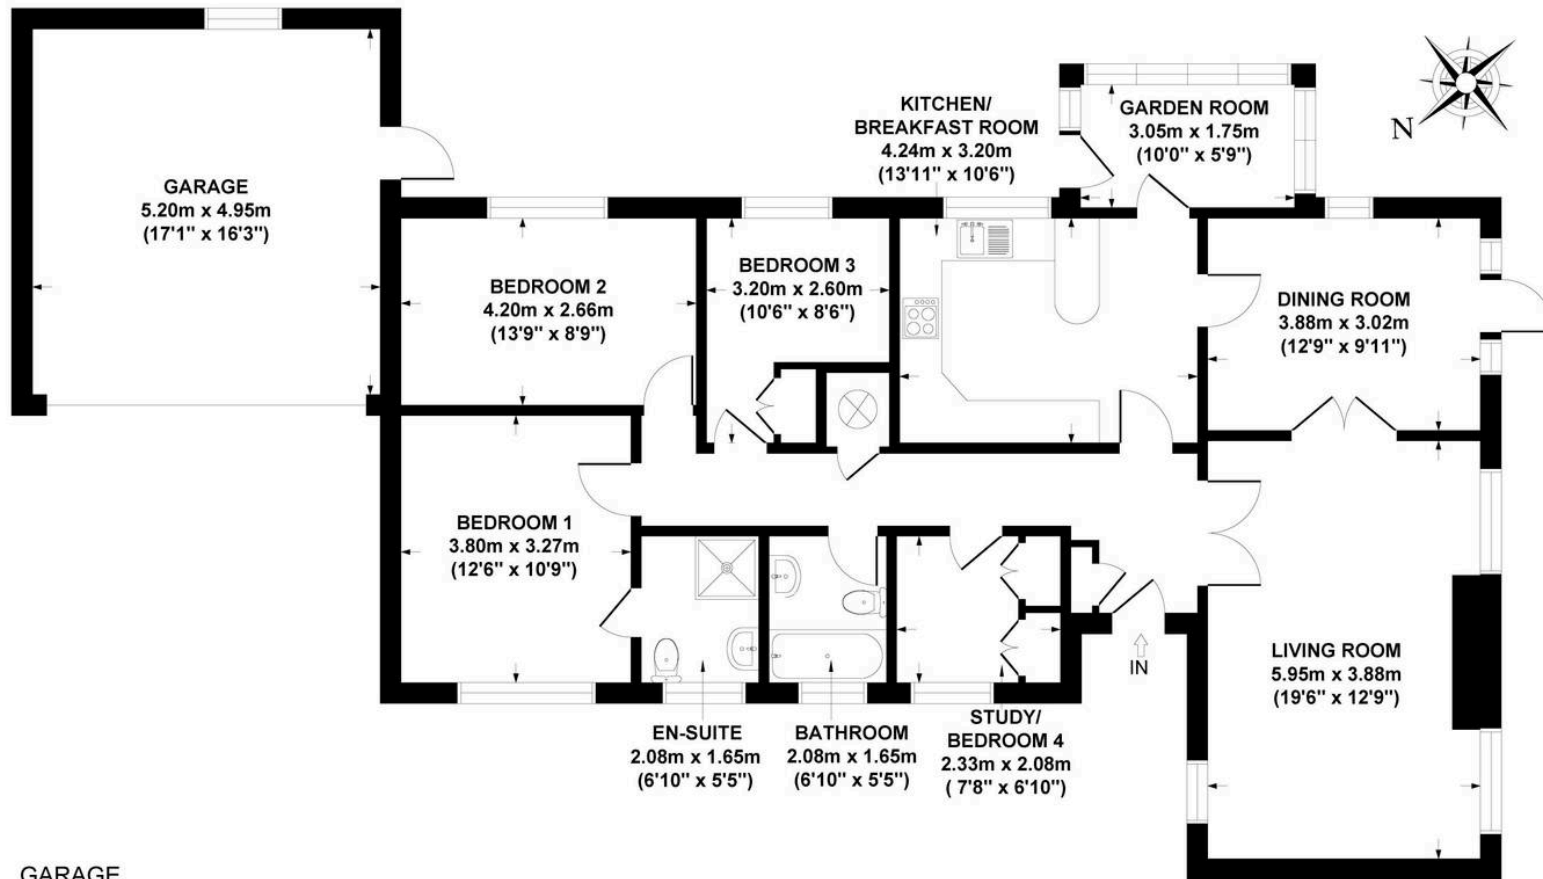 GARAGE
5.20m x 4.95m
(17'1" x 16'3")
KITCHEN/
BREAKFAST ROOM
4.24m x 3.20m
(13'11" x 10'6")
GARDEN ROOM
3.05m x 1.75m
(10'0" x 5'9")
N
BEDROOM 2
4.20m x 2.66m
(13'9" x 8'9")
BEDROOM 3
3.20m x 2.60m
(10'6" x 8'6")
DINING ROOM
3.88m x 3.02m
(12'9" x 9'11")
BEDROOM 1
3.80m x 3.27m
(12'6" x 10'9")
IN
LIVING ROOM
5.95m x 3.88m
(19'6" x 12'9")
EN-SUITE
2.08m x 1.65m
(6'10" x 5'5")
BATHROOM
2.08m x 1.65m
(6'10" x 5'5")
STUDY/
BEDROOM 4
2.33m x 2.08m
( 7'8" x 6'10")
GARAGE